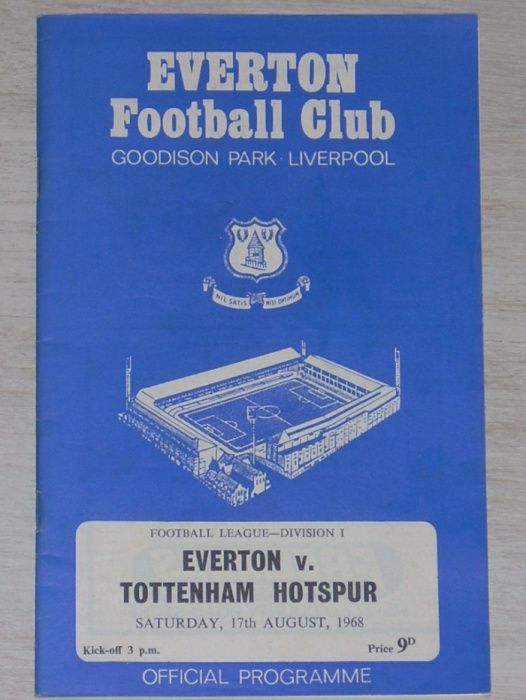 EVERTON
Football Club
GOODISON PARK · LIVERPOOL
NIL SATIS NISI OPTIMUM
FOOTBALL LEAGUE—DIVISION I
EVERTON v.
TOTTENHAM HOTSPUR
SATURDAY, 17th AUGUST, 1968
Kick-off 3 p.m. Price 9D
OFFICIAL PROGRAMME